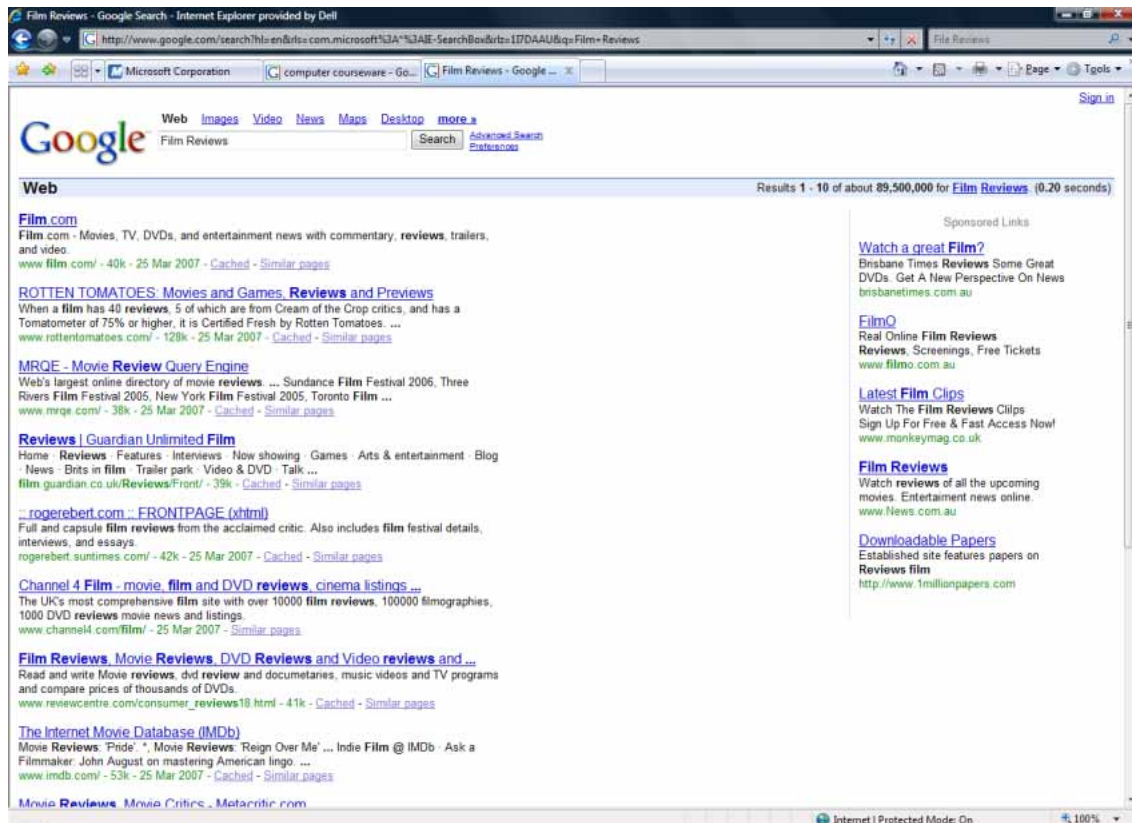 Film Reviews - Google Search - Internet Explorer provided by Dell
http://www.google.com/search?hl=en&rls=com.microsoft%3A*%3AIE-SearchBox&rlz=1I7DAAU&q=Film+Reviews
Microsoft Corporation
computer courseware - Go...
Film Reviews - Google ...
Page
Tools
Sign in
Google
Web Images Video News Maps Desktop more »
Film Reviews
Search
Advanced Search
Preferences
Web
Results 1 - 10 of about 89,500,000 for Film Reviews. (0.20 seconds)
Film.com
Film.com - Movies, TV, DVDs, and entertainment news with commentary, reviews, trailers,
and video.
www.film.com/ - 40k - 25 Mar 2007 - Cached - Similar pages
ROTTEN TOMATOES: Movies and Games, Reviews and Previews
When a film has 40 reviews, 5 of which are from Cream of the Crop critics, and has a
Tomatometer of 75% or higher, it is Certified Fresh by Rotten Tomatoes. ...
www.rottentomatoes.com/ - 128k - 25 Mar 2007 - Cached - Similar pages
MRQE - Movie Review Query Engine
Web's largest online directory of movie reviews. ... Sundance Film Festival 2006, Three
Rivers Film Festival 2005, New York Film Festival 2005, Toronto Film ...
www.mrqe.com/ - 38k - 25 Mar 2007 - Cached - Similar pages
Reviews | Guardian Unlimited Film
Home · Reviews · Features · Interviews · Now showing · Games · Arts & entertainment · Blog
· News · Brits in film · Trailer park · Video & DVD · Talk ...
film.guardian.co.uk/Reviews/Front/ - 39k - Cached - Similar pages
:: rogerebert.com :: FRONTPAGE (xhtml)
Full and capsule film reviews from the acclaimed critic. Also includes film festival details,
interviews, and essays.
rogerebert.suntimes.com/ - 42k - 25 Mar 2007 - Cached - Similar pages
Channel 4 Film - movie, film and DVD reviews, cinema listings ...
The UK's most comprehensive film site with over 10000 film reviews, 100000 filmographies,
1000 DVD reviews movie news and listings.
www.channel4.com/film/ - 25 Mar 2007 - Similar pages
Film Reviews, Movie Reviews, DVD Reviews and Video reviews and ...
Read and write Movie reviews, dvd review and documetaries, music videos and TV programs
and compare prices of thousands of DVDs.
www.reviewcentre.com/consumer_reviews18.html - 41k - Cached - Similar pages
The Internet Movie Database (IMDb)
Movie Reviews: 'Pride'. *, Movie Reviews: 'Reign Over Me' ... Indie Film @ IMDb · Ask a
Filmmaker: John August on mastering American lingo. ...
www.imdb.com/ - 53k - 25 Mar 2007 - Cached - Similar pages
Movie Reviews, Movie Critics - Metacritic.com
Sponsored Links
Watch a great Film?
Brisbane Times Reviews Some Great
DVDs. Get A New Perspective On News
brisbanetimes.com.au
FilmO
Real Online Film Reviews
Reviews, Screenings, Free Tickets
www.filmo.com.au
Latest Film Clips
Watch The Film Reviews Clilps
Sign Up For Free & Fast Access Now!
www.monkeymag.co.uk
Film Reviews
Watch reviews of all the upcoming
movies. Entertaiment news online.
www.News.com.au
Downloadable Papers
Established site features papers on
Reviews film
http://www.1millionpapers.com
Internet | Protected Mode: On
100%